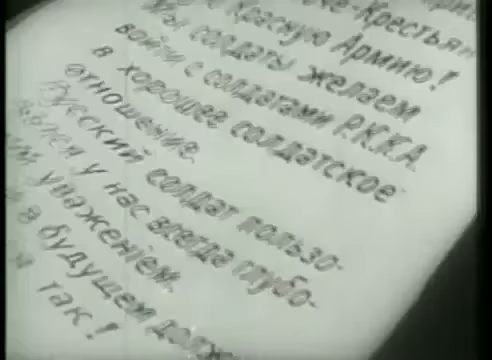 Красную Армию!
Мы солдаты желаем
войти с солдатами Р.К.К.А.
в хорошее солдатское
отношение.
Русский солдат пользо-
вался у нас всегда глубо-
уважением.
в будущем долж
так!